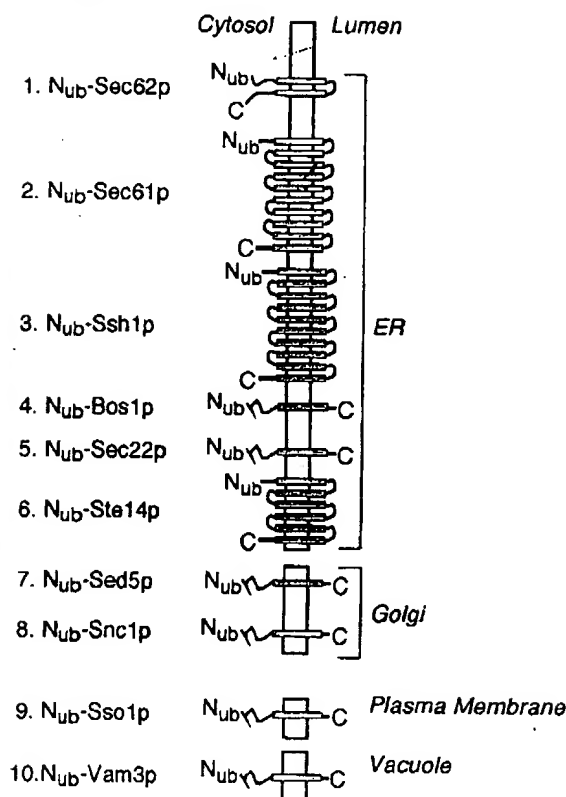 Cytosol Lumen
1. Nub-Sec62p Nub
C
Nub
2. Nub-Sec61p
C
Nub
3. Nub-Ssh1p
ER
C
4. Nub-Bos1p Nub C
5. Nub-Sec22p Nub C
Nub
6. Nub-Ste14p
C
7. Nub-Sed5p Nub C
Golgi
8. Nub-Snc1p Nub C
9. Nub-Sso1p Nub C Plasma Membrane
10.Nub-Vam3p Nub C Vacuole